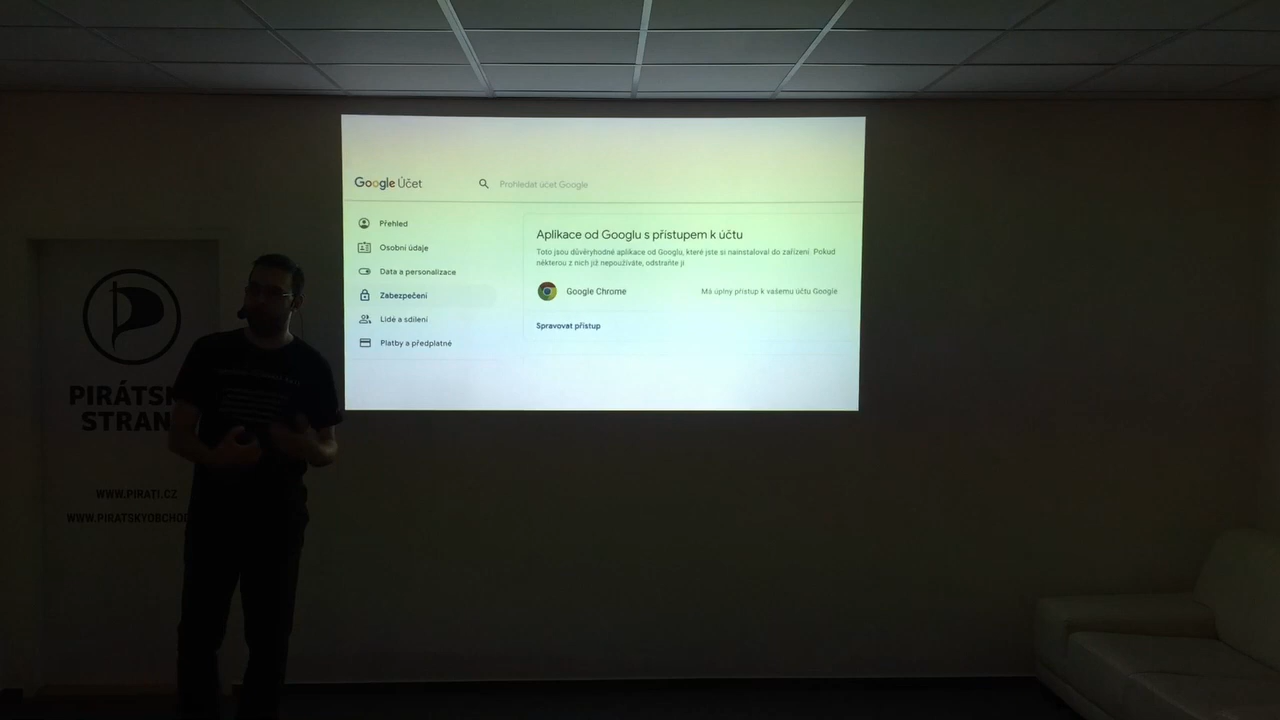 Google Účet
Prohledat účet Google
Přehled
Osobní údaje
Data a personalizace
Zabezpečení
Lidé a sdílení
Platby a předplatné
Aplikace od Googlu s přístupem k účtu
Toto jsou důvěryhodné aplikace od Googlu, které jste si nainstaloval do zařízení. Pokud
některou z nich již nepoužíváte, odstraňte ji
Google Chrome
Má úplný přístup k vašemu účtu Google
Spravovat přístup
PIRÁTSK
STRAN
WWW.PIRATI.CZ
WWW.PIRATSKYOBCHO